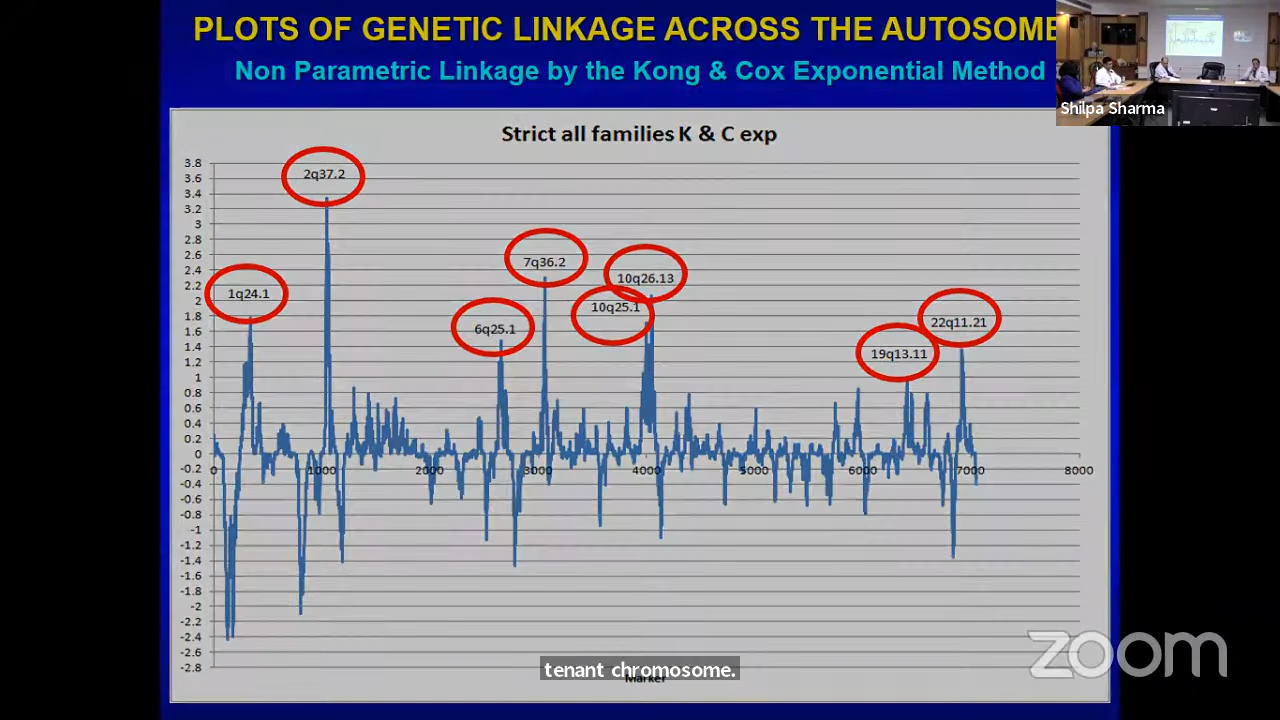 PLOTS OF GENETIC LINKAGE ACROSS THE AUTOSOME
Non Parametric Linkage by the Kong & Cox Exponential Method
Shilpa Sharma
Strict all families K & C exp
3.8
3.6
3.4
3.2
3
2.8
2.6
2.4
2.2
2
1.8
1.6
1.4
1.2
1
0.8
0.6
0.4
0.2
0
-0.2
-0.4
-0.6
-0.8
-1
-1.2
-1.4
-1.6
-1.8
-2
-2.2
-2.4
-2.6
-2.8
1q24.1
2q37.2
6q25.1
7q36.2
10q25.1
10q26.13
19q13.11
22q11.21
0 1000 2000 3000 4000 5000 6000 7000 8000
zoom
tenant chromosome.
Marker